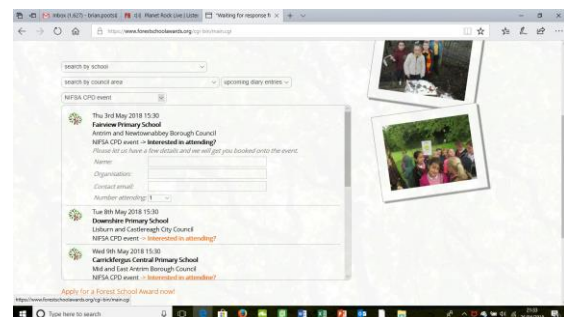 Inbox (1,627) - brian.poots
Planet Rock Live | Liste
Waiting for response fr
https://www.forestschoolawards.org/cgi-bin/main.cgi
search by school
search by council area
upcoming diary entries
NIFSA CPD event
Thu 3rd May 2018 15:30
Fairview Primary School
Antrim and Newtownabbey Borough Council
NIFSA CPD event -> Interested in attending?
Please let us have a few details and we will get you booked onto the event.
Name:
Organisation:
Contact email:
Number attending: 1
Tue 8th May 2018 15:30
Downshire Primary School
Lisburn and Castlereagh City Council
NIFSA CPD event -> Interested in attending?
Wed 9th May 2018 15:30
Carrickfergus Central Primary School
Mid and East Antrim Borough Council
NIFSA CPD event -> Interested in attending?
Apply for a Forest School Award now!
https://www.forestschoolawards.org/cgi-bin/main.cgi
Type here to search
21:03